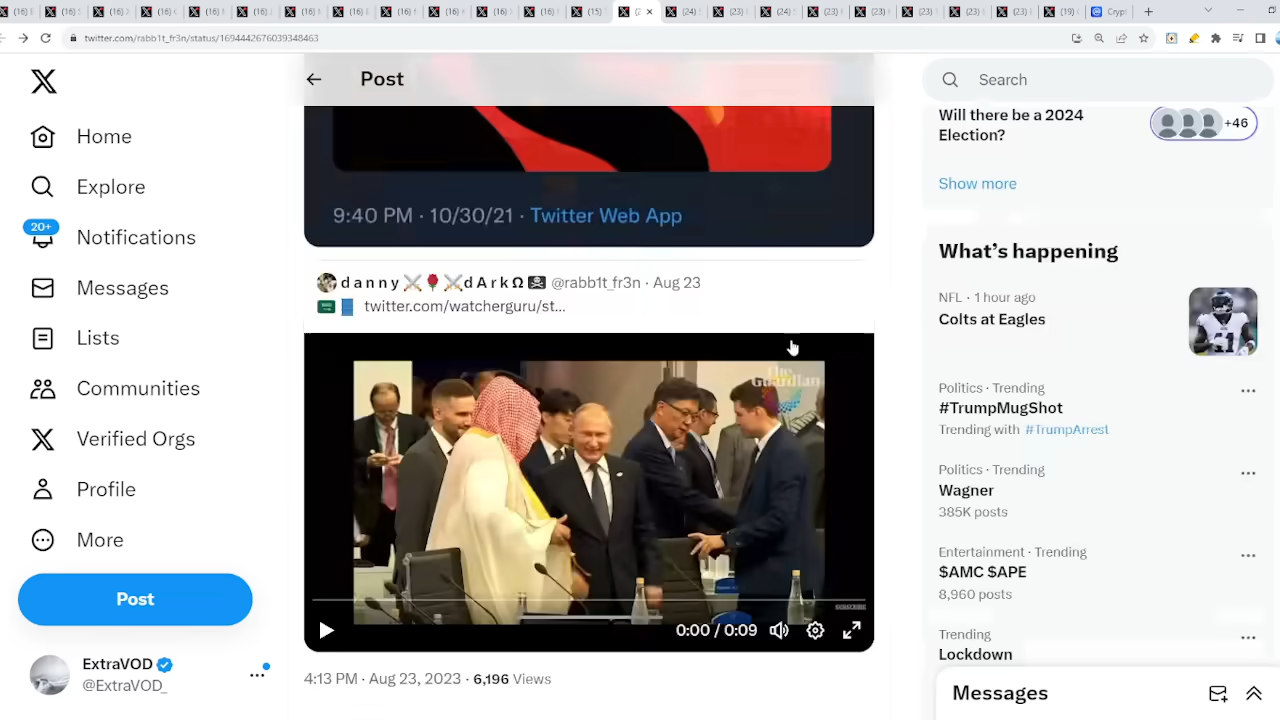 twitter.com/rabb1t_fr3n/status/1694442676039348463
Post
Search
Home
Explore
20+
Notifications
Messages
Lists
Communities
Verified Orgs
Profile
More
Post
ExtraVOD
@ExtraVOD_
9:40 PM · 10/30/21 · Twitter Web App
d a n n y ⚔️🌹⚔️d A r k Ω 🏴‍☠️ @rabb1t_fr3n · Aug 23
twitter.com/watcherguru/st...
The Guardian
SUBSCRIBE
0:00 / 0:09
4:13 PM · Aug 23, 2023 · 6,196 Views
Will there be a 2024
Election?
+46
Show more
What's happening
NFL · 1 hour ago
Colts at Eagles
Politics · Trending
#TrumpMugShot
Trending with #TrumpArrest
Politics · Trending
Wagner
385K posts
Entertainment · Trending
$AMC $APE
8,960 posts
Trending
Lockdown
Messages